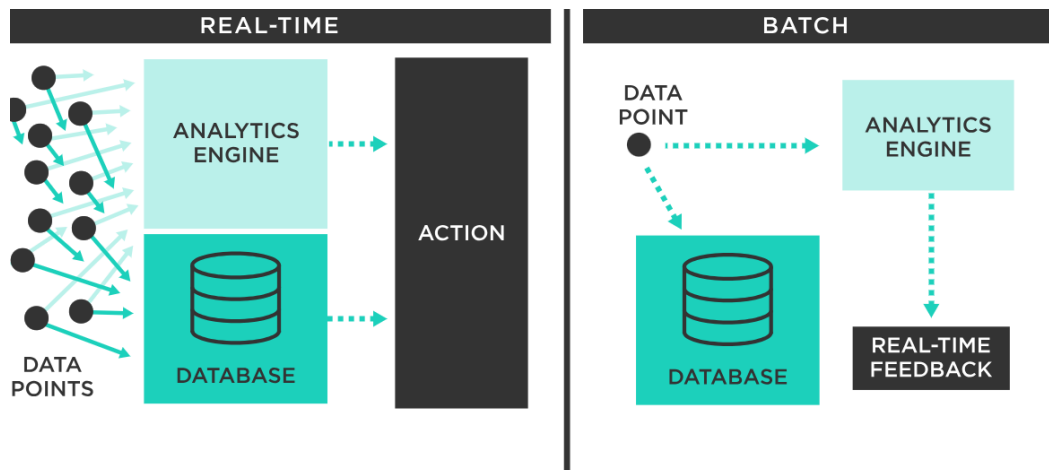 REAL-TIME
ANALYTICS
ENGINE
ACTION
DATABASE
DATA
POINTS
BATCH
DATA
POINT
ANALYTICS
ENGINE
DATABASE
REAL-TIME
FEEDBACK